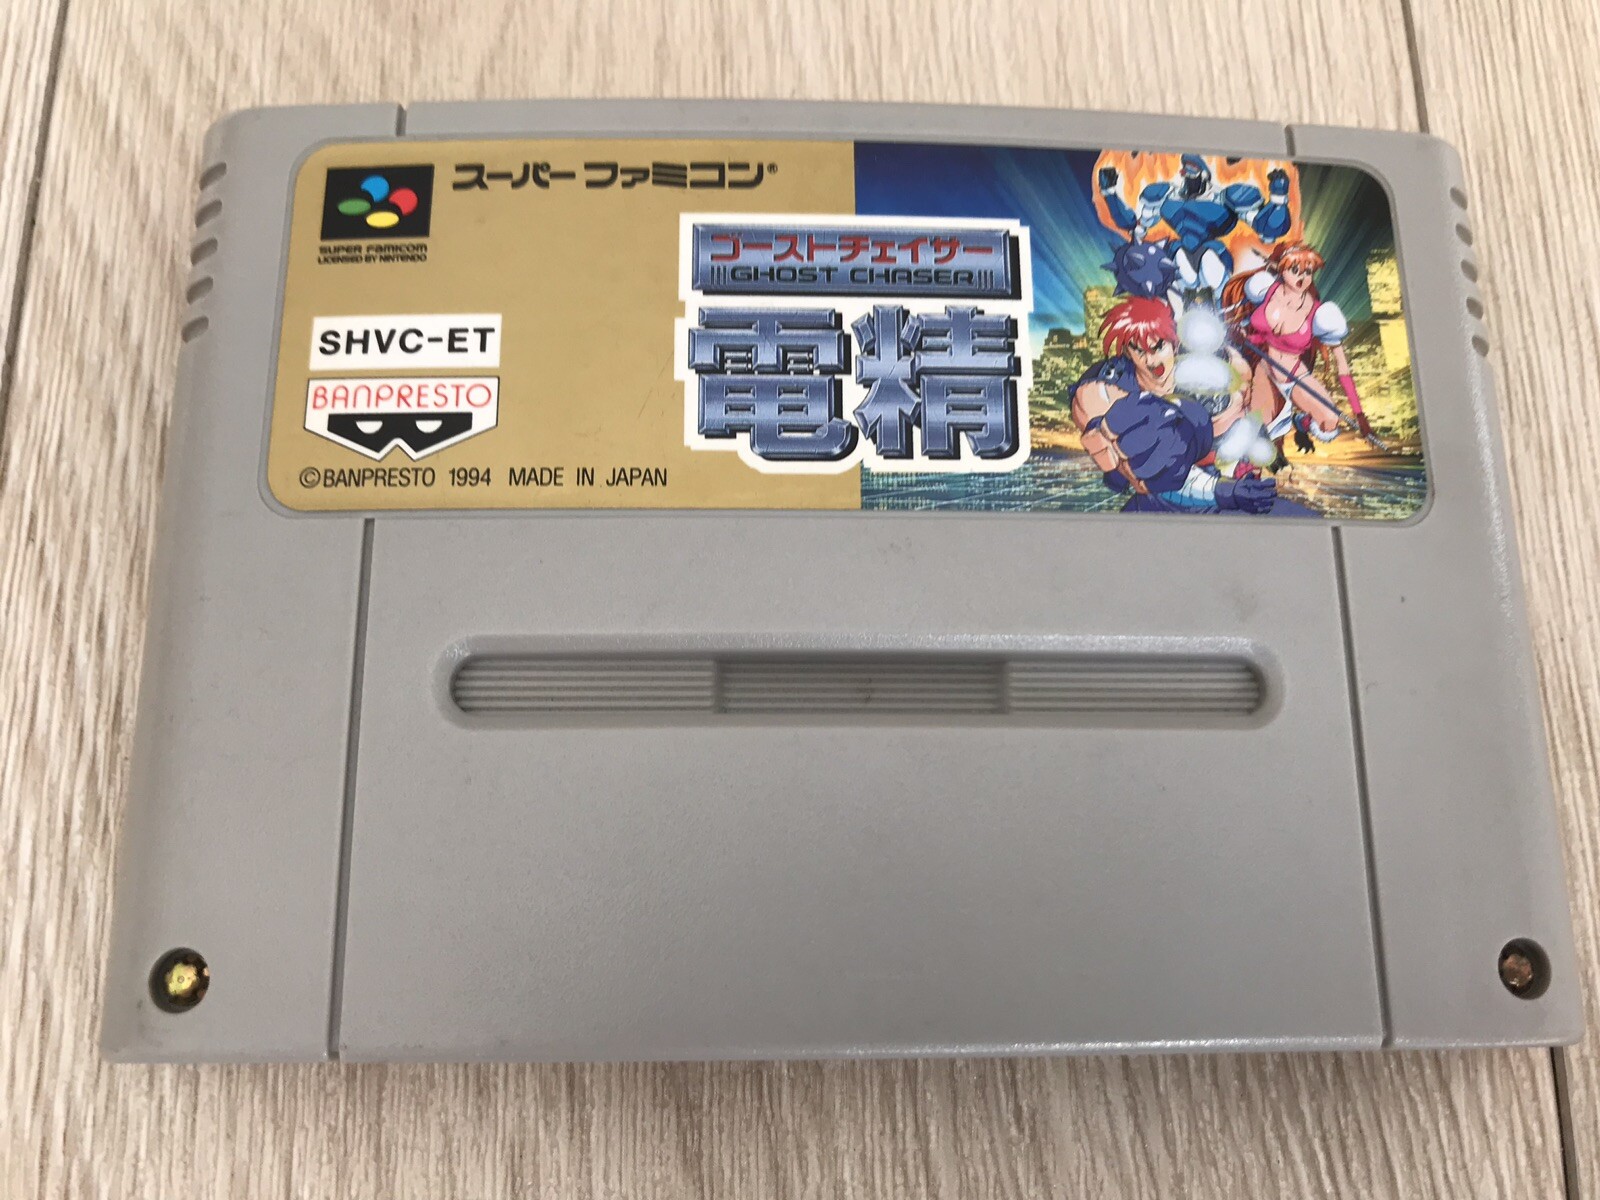 スーパーファミコン®
SUPER FAMICOM
LICENSED BY NINTENDO
ゴーストチェイサー
GHOST CHASER
電精
SHVC-ET
BANPRESTO
©BANPRESTO 1994 MADE IN JAPAN